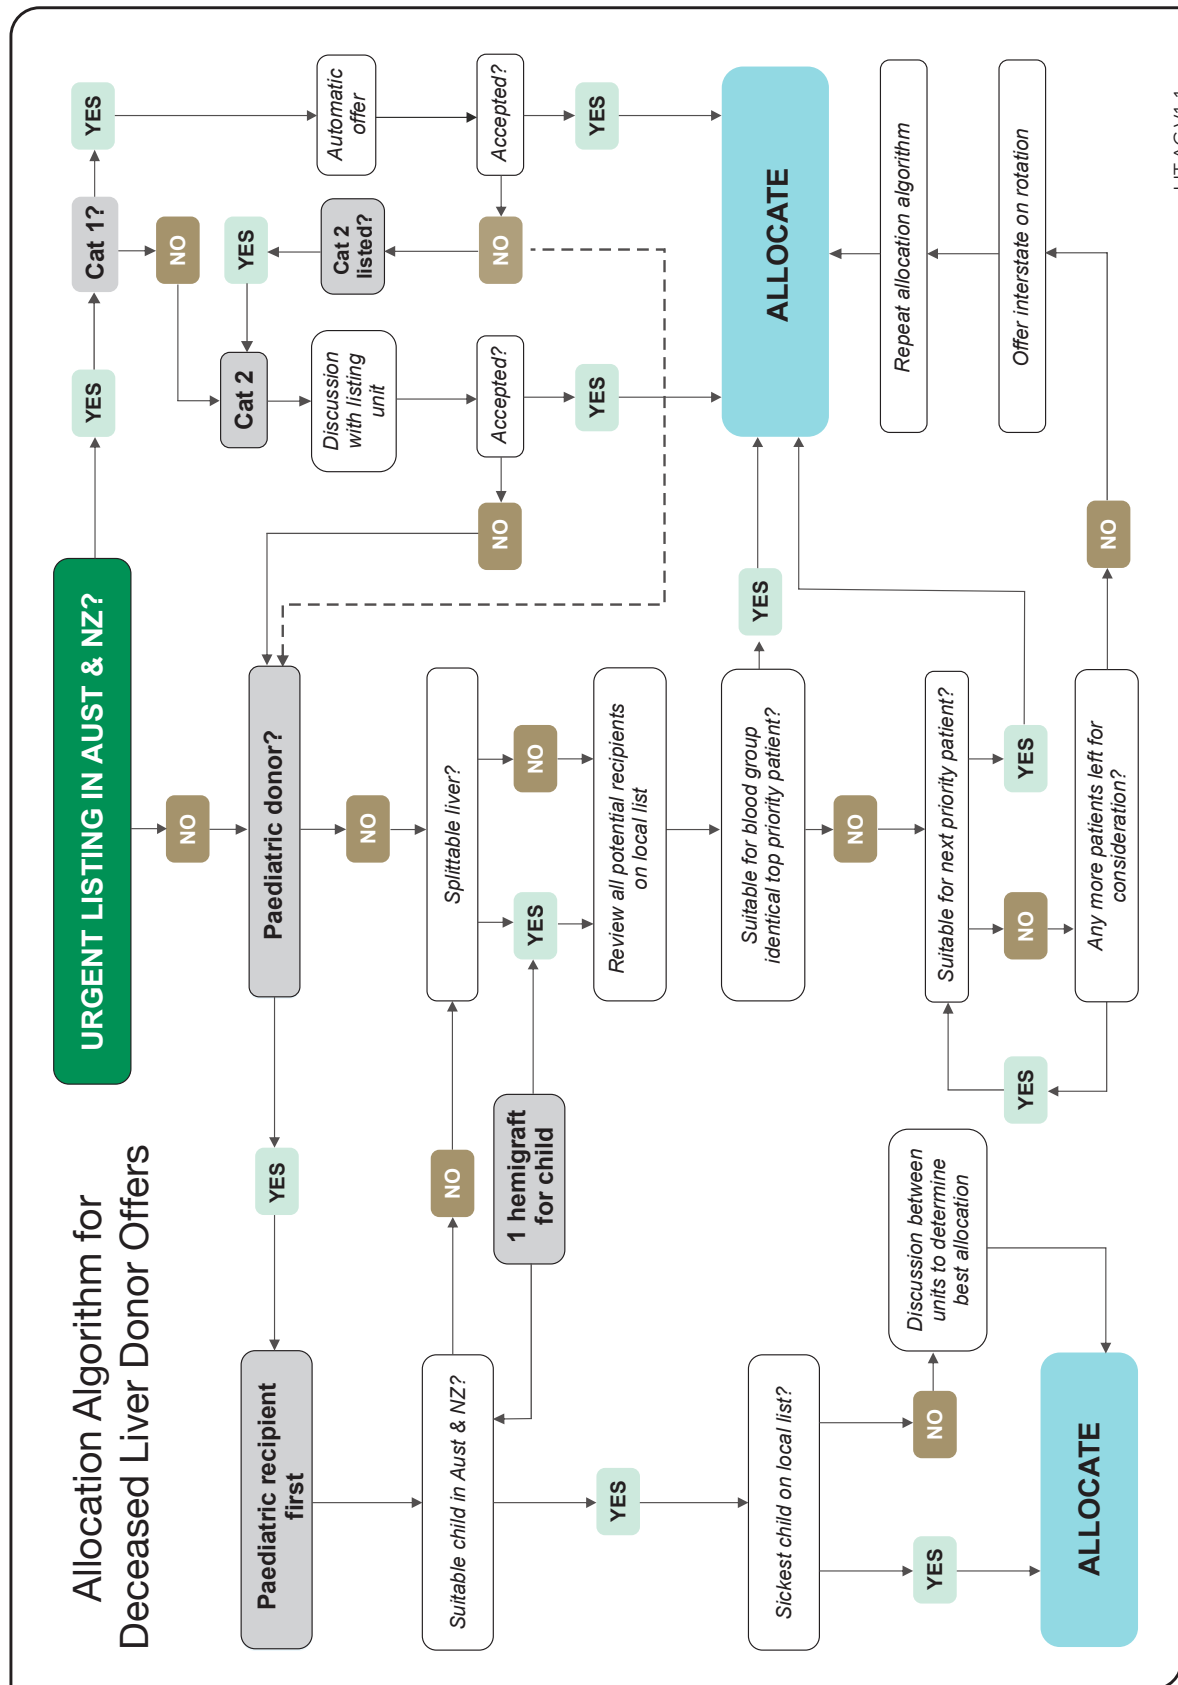 Allocation Algorithm for
Deceased Liver Donor Offers
URGENT LISTING IN AUST & NZ?
YES
Cat 1?
YES
NO
NO
Automatic
offer
Cat 2
listed?
YES
Cat 2
Discussion
with listing
unit
Accepted?
NO
YES
Accepted?
NO
YES
Paediatric donor?
YES
NO
Paediatric recipient
first
Suitable child in Aust & NZ?
NO
Splittable liver?
YES
NO
1 hemigraft
for child
YES
Review all potential recipients
on local list
Sickest child on local list?
YES
NO
Discussion between
units to determine
best allocation
ALLOCATE
Suitable for blood group
identical top priority patient?
YES
NO
ALLOCATE
Suitable for next priority patient?
NO
YES
Any more patients left for
consideration?
YES
NO
Repeat allocation algorithm
Offer interstate on rotation